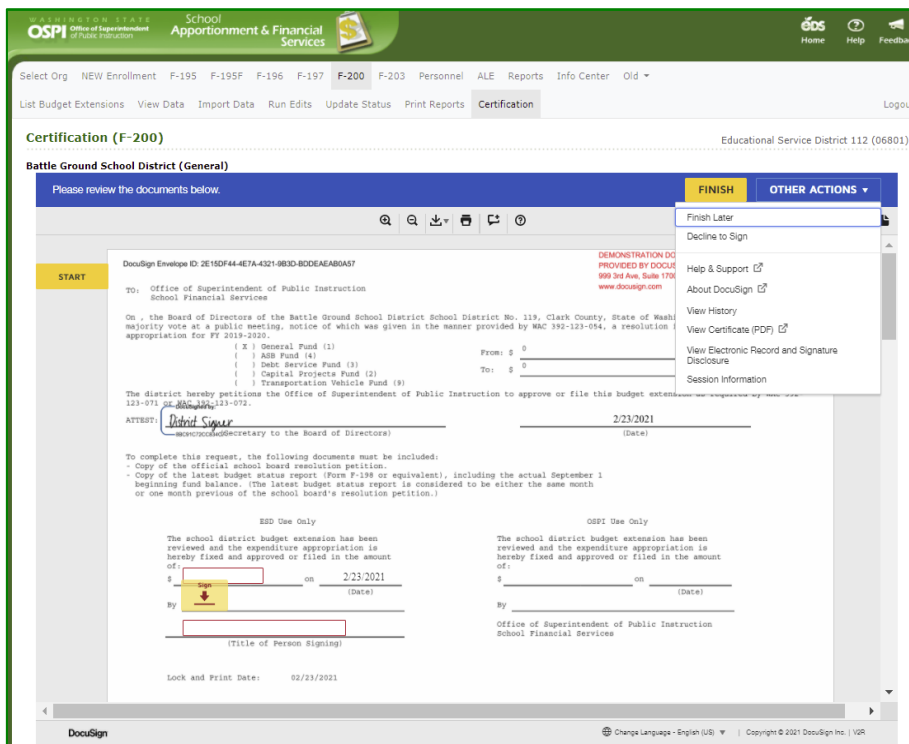 WASHINGTON STATE
OSPI Office of Superintendent of Public Instruction
School Apportionment & Financial Services
eds Home
Help
Feedba
Select Org NEW Enrollment F-195 F-195F F-196 F-197 F-200 F-203 Personnel ALE Reports Info Center Old
List Budget Extensions View Data Import Data Run Edits Update Status Print Reports Certification Logou
Certification (F-200)
Educational Service District 112 (06801)
Battle Ground School District (General)
Please review the documents below.
FINISH OTHER ACTIONS
Finish Later
Decline to Sign
Help & Support
About DocuSign
View History
View Certificate (PDF)
View Electronic Record and Signature Disclosure
Session Information
START
DocuSign Envelope ID: 2E15DF44-4E7A-4321-9B3D-BDDEAEAB0A57
DEMONSTRATION DO
PROVIDED BY DOCUS
999 3rd Ave, Suite 1700
www.docusign.com
TO: Office of Superintendent of Public Instruction
School Financial Services
On , the Board of Directors of the Battle Ground School District School District No. 119, Clark County, State of Washi
majority vote at a public meeting, notice of which was given in the manner provided by WAC 392-123-054, a resolution
appropriation for FY 2019-2020.
( X ) General Fund (1)
( ) ASB Fund (4)
( ) Debt Service Fund (3)
( ) Capital Projects Fund (2)
( ) Transportation Vehicle Fund (9)
From: $ 0
To: $ 0
The district hereby petitions the Office of Superintendent of Public Instruction to approve or file this budget extension as required by WAC 392-
123-071 or WAC 392-123-072.
DocuSigned by:
ATTEST: District Signer 2/23/2021
Secretary to the Board of Directors) (Date)
To complete this request, the following documents must be included:
- Copy of the official school board resolution petition.
- Copy of the latest budget status report (Form F-198 or equivalent), including the actual September 1
beginning fund balance. (The latest budget status report is considered to be either the same month
or one month previous of the school board's resolution petition.)
ESD Use Only
The school district budget extension has been
reviewed and the expenditure appropriation is
hereby fixed and approved or filed in the amount
of:
$ on 2/23/2021
(Date)
Sign
By
(Title of Person Signing)
Lock and Print Date: 02/23/2021
OSPI Use Only
The school district budget extension has been
reviewed and the expenditure appropriation is
hereby fixed and approved or filed in the amount
of:
$ on
(Date)
By
Office of Superintendent of Public Instruction
School Financial Services
DocuSign
Change Language - English (US) | Copyright © 2021 DocuSign Inc. | V2R